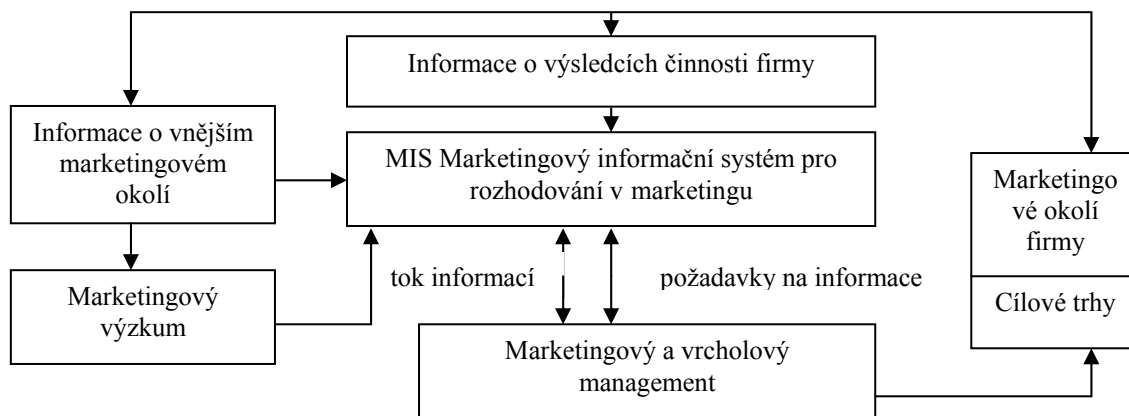 Informace o výsledcích činnosti firmy
Informace o vnějším
marketingovém
okolí
MIS Marketingový informační systém pro
rozhodování v marketingu
Marketingo
vé okolí
firmy
Cílové trhy
tok informací
požadavky na informace
Marketingový
výzkum
Marketingový a vrcholový
management